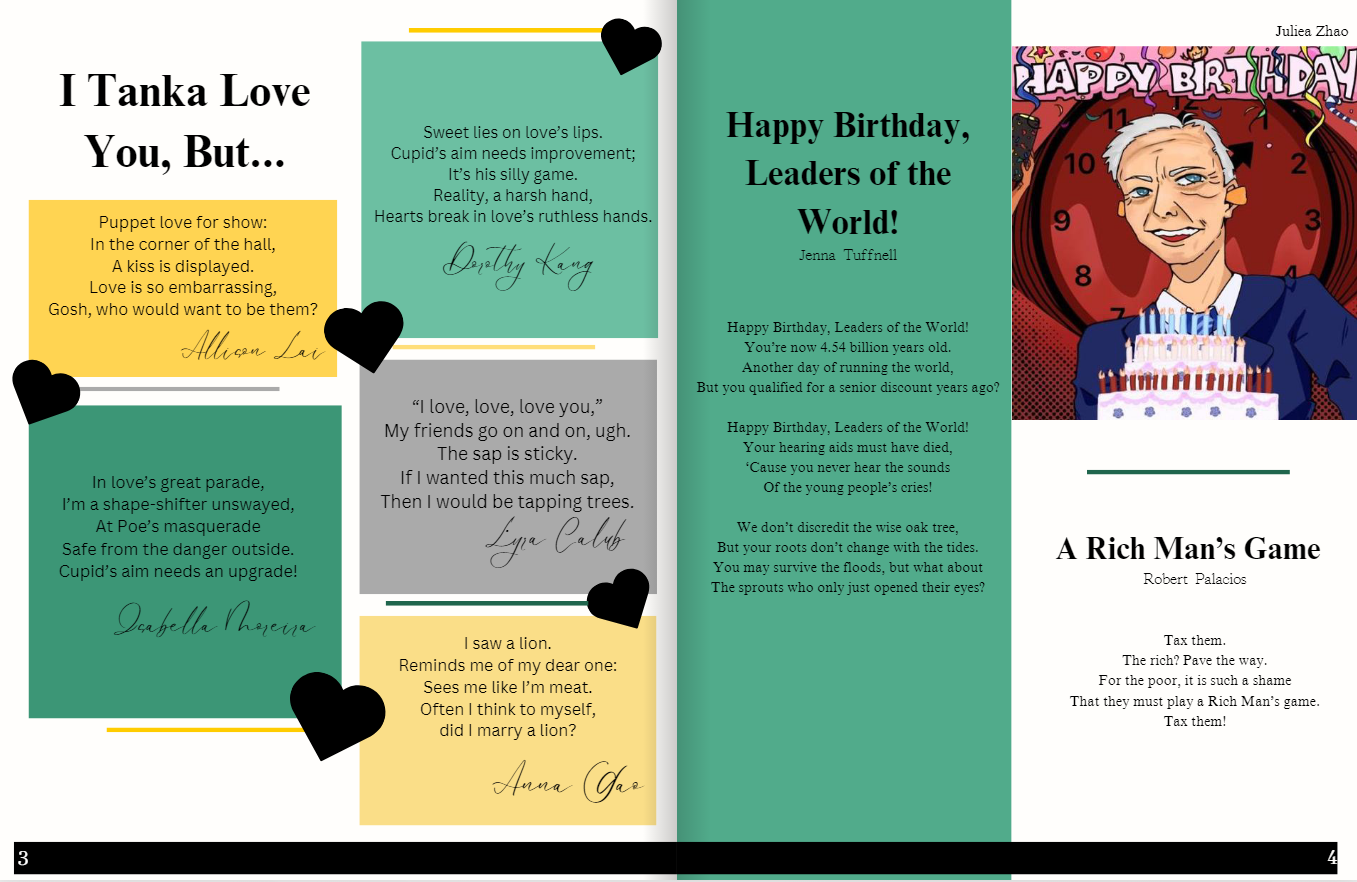 I Tanka Love
You, But...
Puppet love for show:
In the corner of the hall,
A kiss is displayed.
Love is so embarrassing,
Gosh, who would want to be them?
Allison Lai
In love's great parade,
I'm a shape-shifter unswayed,
At Poe's masquerade
Safe from the danger outside.
Cupid's aim needs an upgrade!
Isabella Moreira
Sweet lies on love's lips.
Cupid's aim needs improvement;
It's his silly game.
Reality, a harsh hand,
Hearts break in love's ruthless hands.
Dorothy Kang
“I love, love, love you,”
My friends go on and on, ugh.
The sap is sticky.
If I wanted this much sap,
Then I would be tapping trees.
Lyra Calub
I saw a lion.
Reminds me of my dear one:
Sees me like I'm meat.
Often I think to myself,
did I marry a lion?
Anna Gao
3
Happy Birthday,
Leaders of the
World!
Jenna Tuffnell
Happy Birthday, Leaders of the World!
You're now 4.54 billion years old.
Another day of running the world,
But you qualified for a senior discount years ago?
Happy Birthday, Leaders of the World!
Your hearing aids must have died,
‘Cause you never hear the sounds
Of the young people's cries!
We don't discredit the wise oak tree,
But your roots don't change with the tides.
You may survive the floods, but what about
The sprouts who only just opened their eyes?
Juliea Zhao
HAPPY BIRTHDAY
11 12 1
10 2
9 3
8 4
7
A Rich Man's Game
Robert Palacios
Tax them.
The rich? Pave the way.
For the poor, it is such a shame
That they must play a Rich Man's game.
Tax them!
4